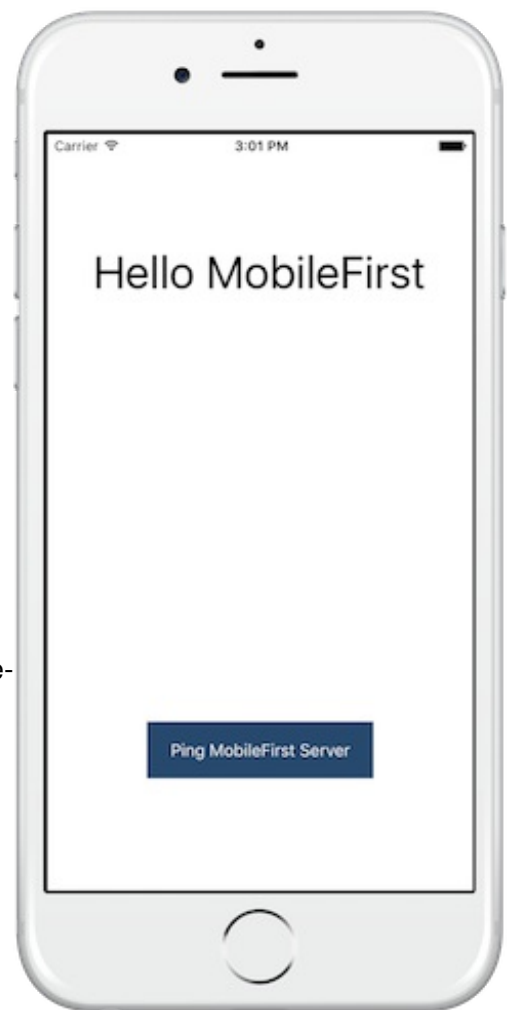 Carrier
3:01 PM
Hello MobileFirst
e-
Ping MobileFirst Server